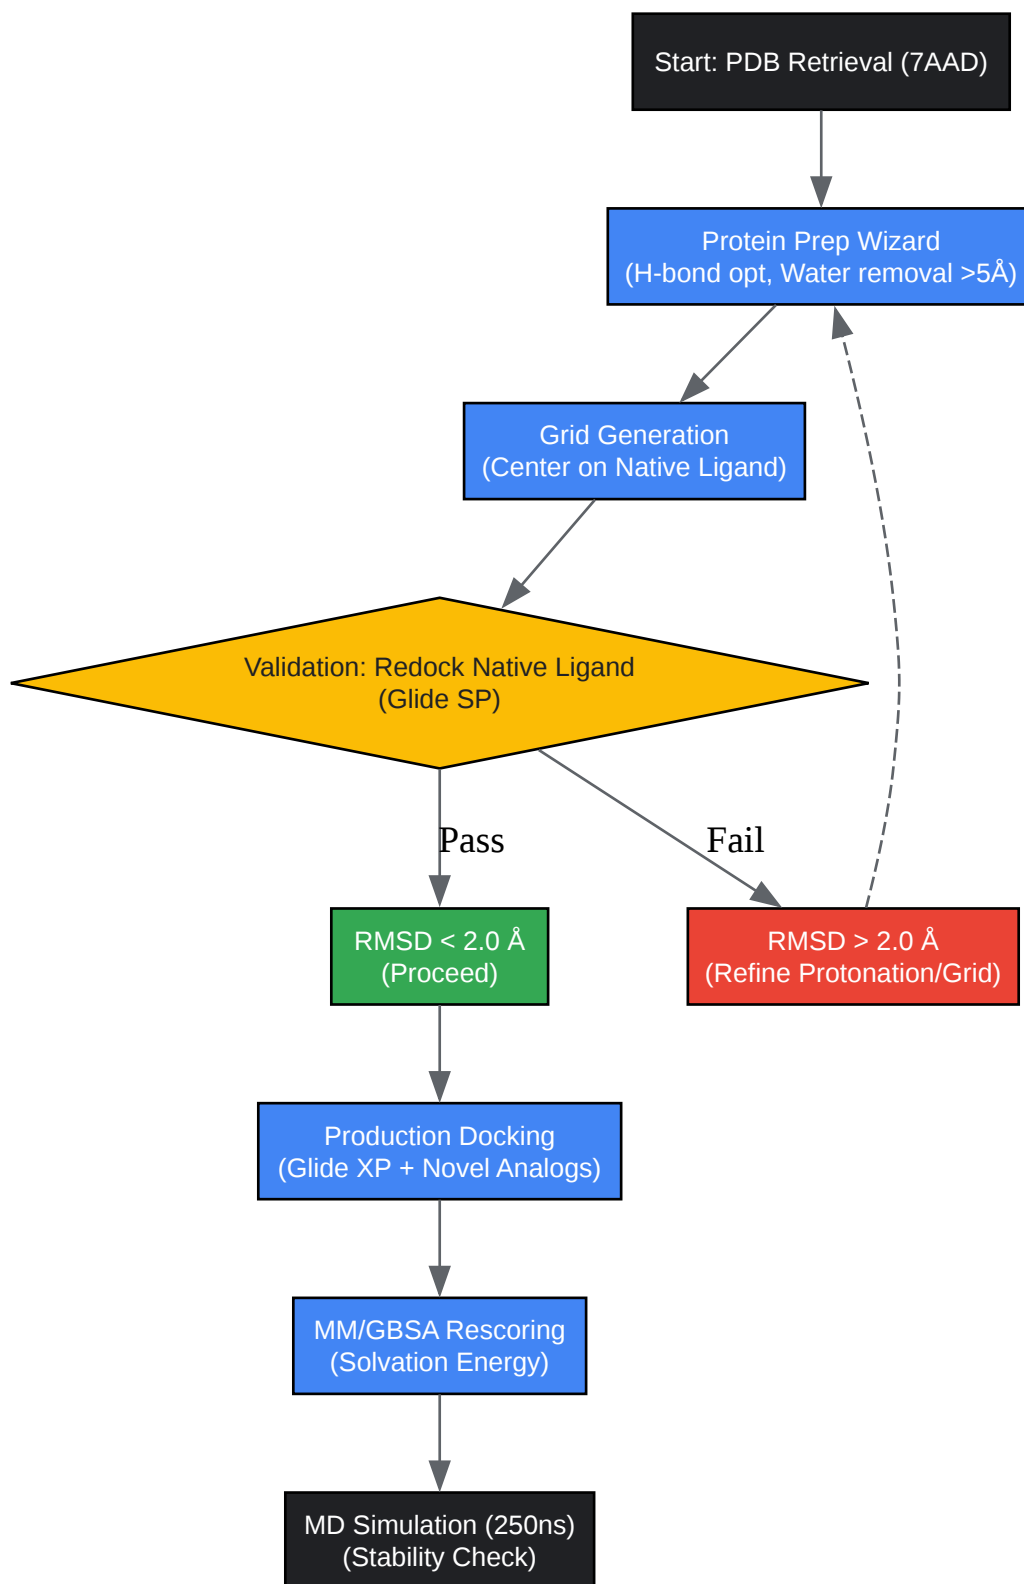 Start: PDB Retrieval (7AAD)
Protein Prep Wizard
(H-bond opt, Water removal >5Å)
Grid Generation
(Center on Native Ligand)
Validation: Redock Native Ligand
(Glide SP)
Pass
Fail
RMSD < 2.0 Å
(Proceed)
RMSD > 2.0 Å
(Refine Protonation/Grid)
Production Docking
(Glide XP + Novel Analogs)
MM/GBSA Rescoring
(Solvation Energy)
MD Simulation (250ns)
(Stability Check)